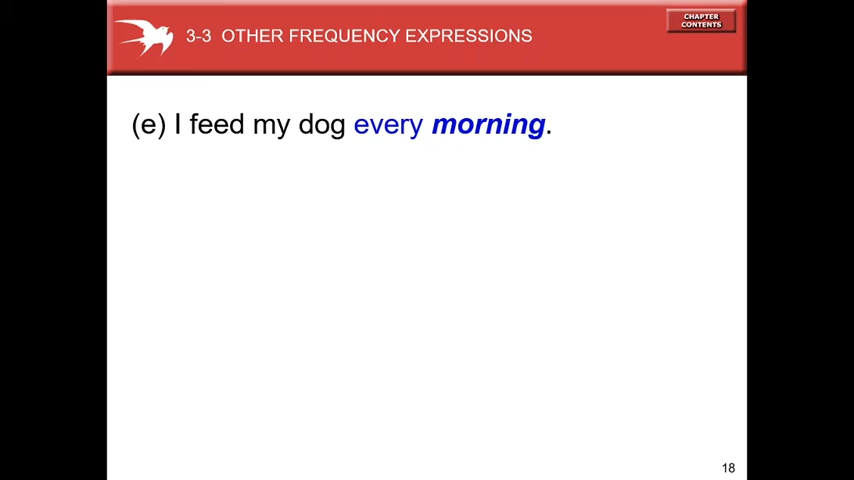 3-3 OTHER FREQUENCY EXPRESSIONS
CHAPTER
CONTENTS
(e) I feed my dog every morning.
18